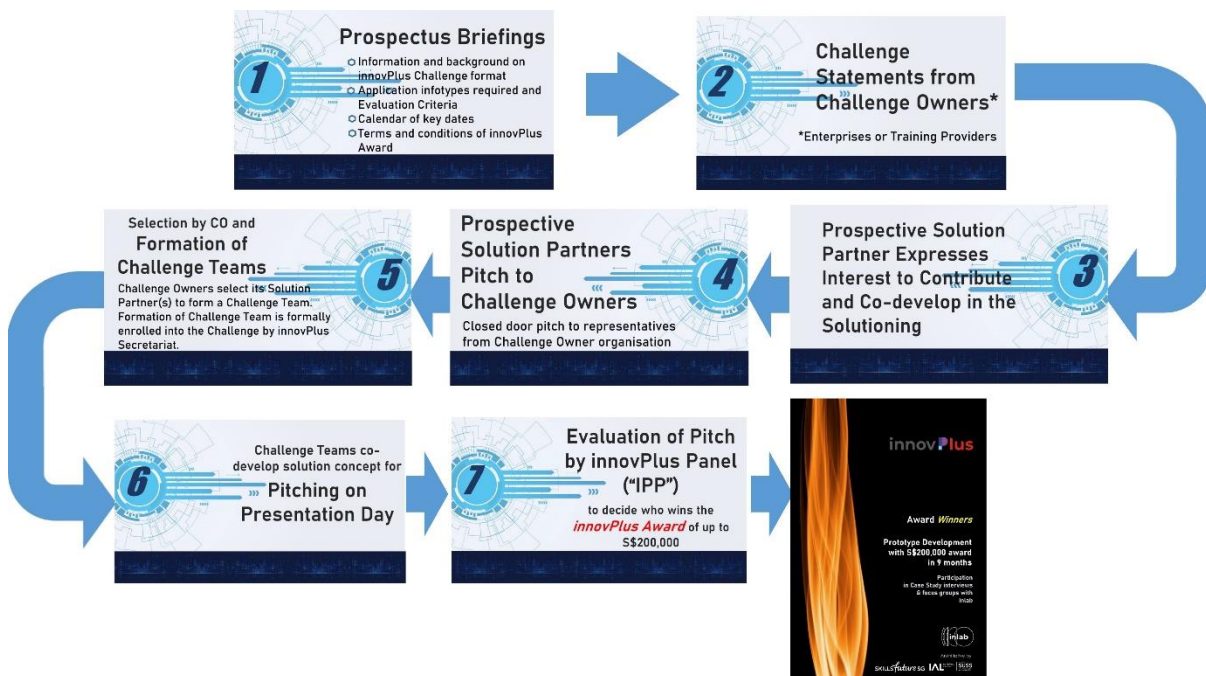 1
Prospectus Briefings
Information and background on
innovPlus Challenge format
Application infotypes required and
Evaluation Criteria
Calendar of key dates
Terms and conditions of innovPlus
Award
2
Challenge
Statements from
Challenge Owners*
*Enterprises or Training Providers
3
Prospective Solution
Partner Expresses
Interest to Contribute
and Co-develop in the
Solutioning
4
Prospective
Solution Partners
Pitch to
Challenge Owners
Closed door pitch to representatives
from Challenge Owner organisation
5
Selection by CO and
Formation of
Challenge Teams
Challenge Owners select its Solution
Partner(s) to form a Challenge Team.
Formation of Challenge Team is formally
enrolled into the Challenge by innovPlus
Secretariat.
6
Challenge Teams co-
develop solution concept for
Pitching on
Presentation Day
7
Evaluation of Pitch
by innovPlus Panel
("IPP")
to decide who wins the
innovPlus Award of up to
S$200,000
innovPlus
Award Winners
Prototype Development
with S$200,000 award
in 9 months
Participation
in Case Study interviews
& focus groups with
inlab
inlab
SKILLSfuture SG IAL SUSS